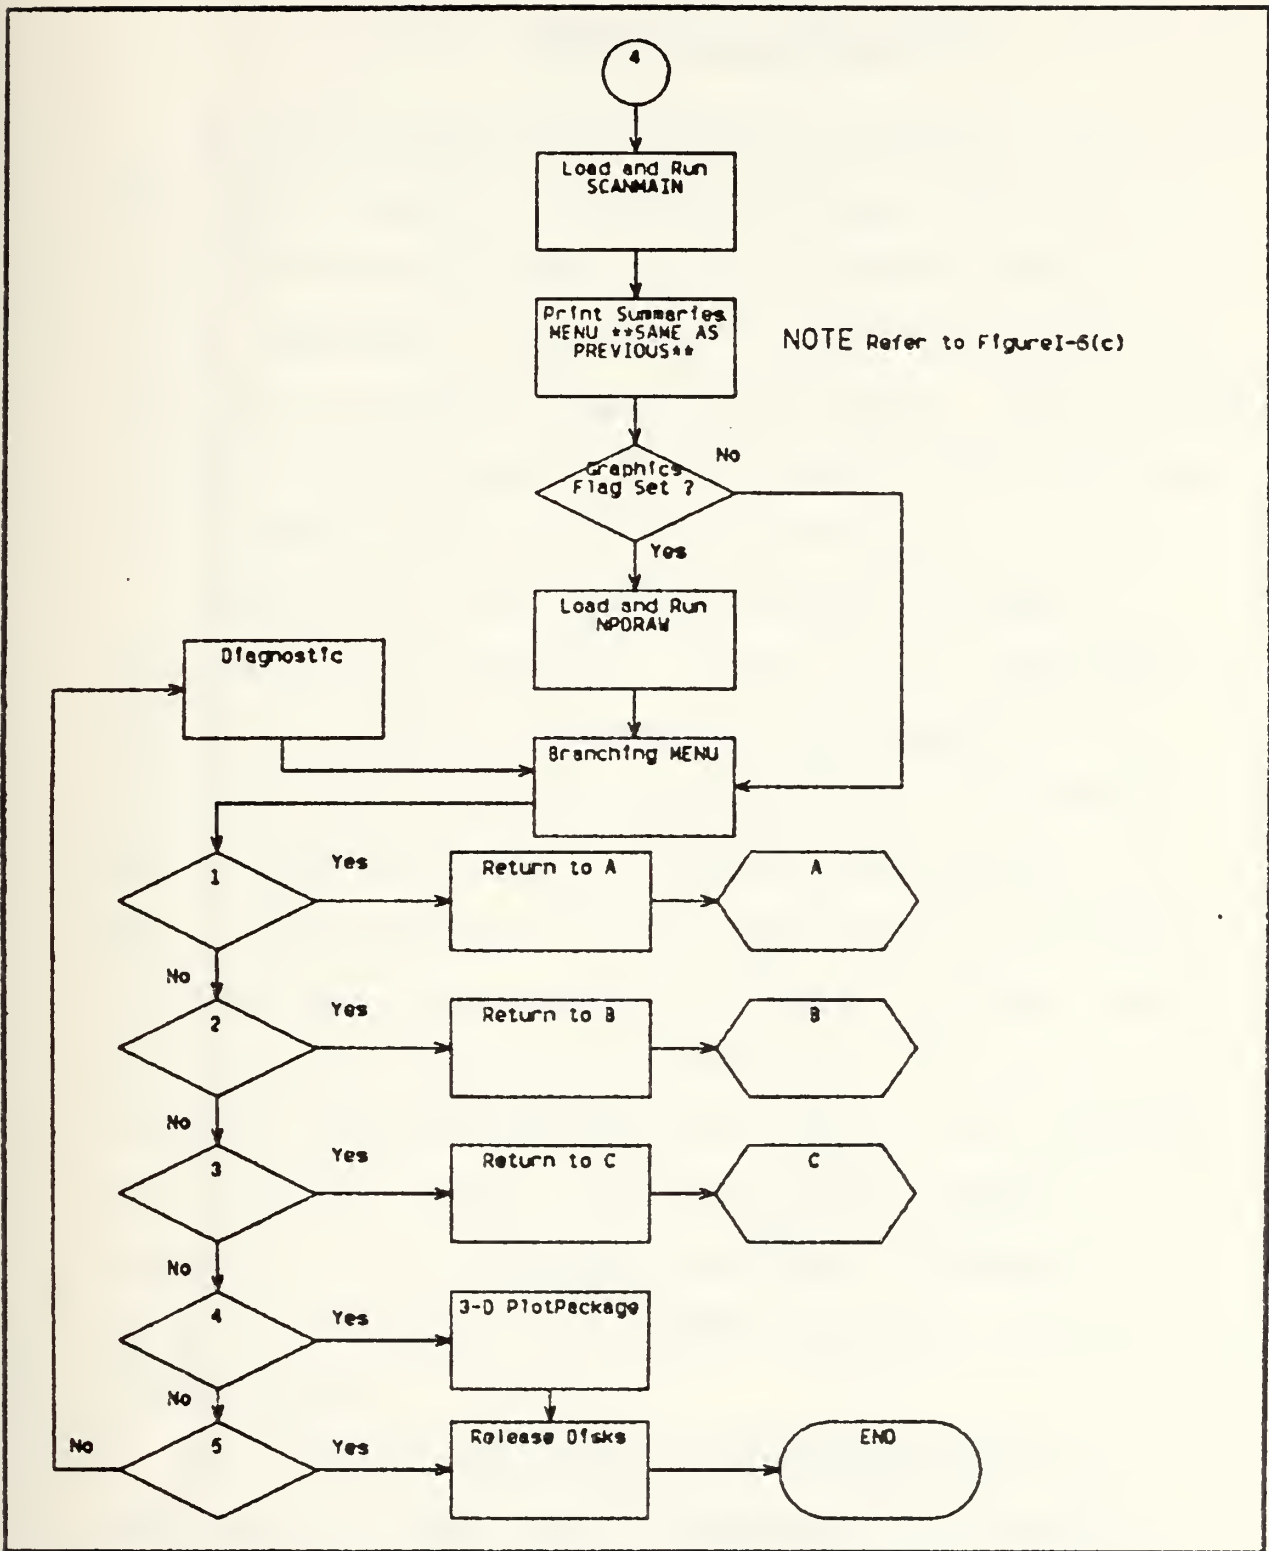 4
Load and Run
SCANMAIN
Print Summaries
MENU **SAME AS
PREVIOUS**
NOTE Refer to FigureI-6(c)
Graphics
Flag Set ?
No
Yes
Load and Run
NPDRAW
Diagnostic
Branching MENU
1
Yes
Return to A
A
No
2
Yes
Return to B
B
No
3
Yes
Return to C
C
No
4
Yes
3-D PlotPackage
No
5
No
Yes
Release Disks
END